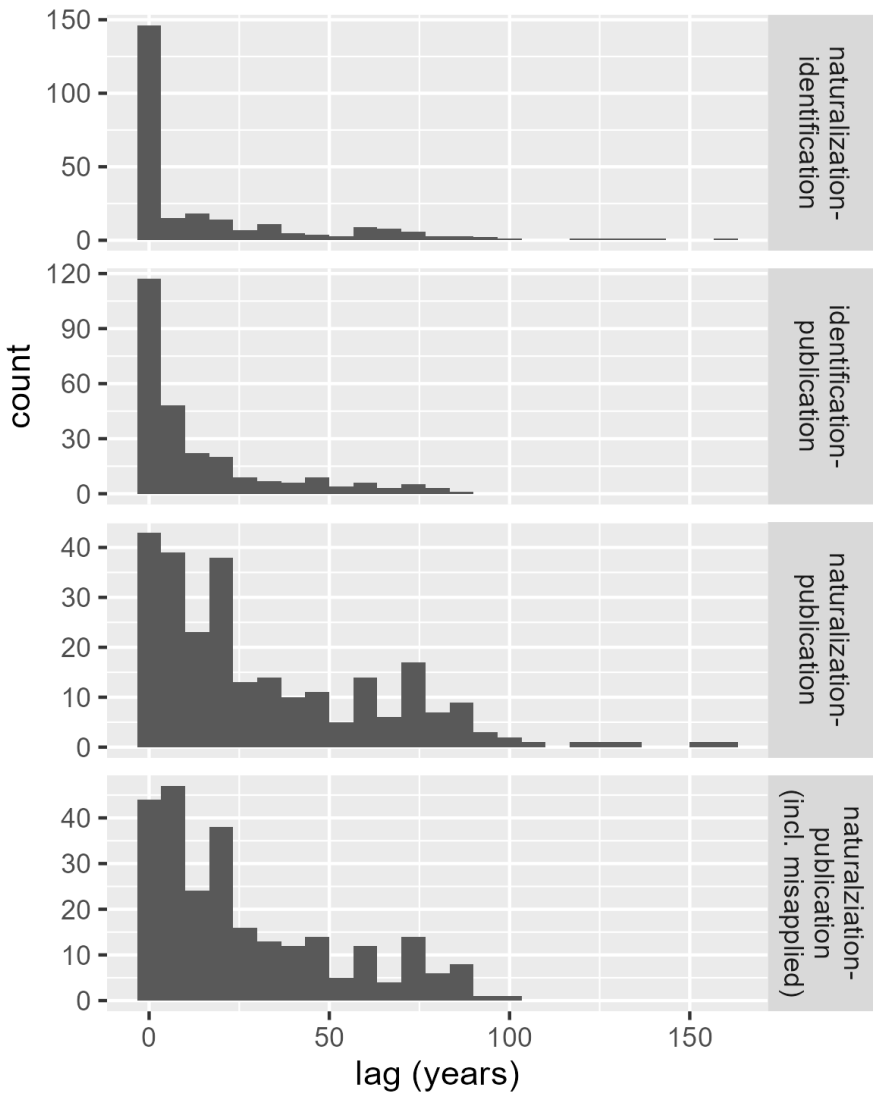 150
100
50
0
naturalization-
identification
120
90
60
30
0
identification-
publication
count
40
30
20
10
0
naturalization-
publication
40
30
20
10
0
naturalziation-
publication
(incl. misapplied)
0 50 100 150
lag (years)